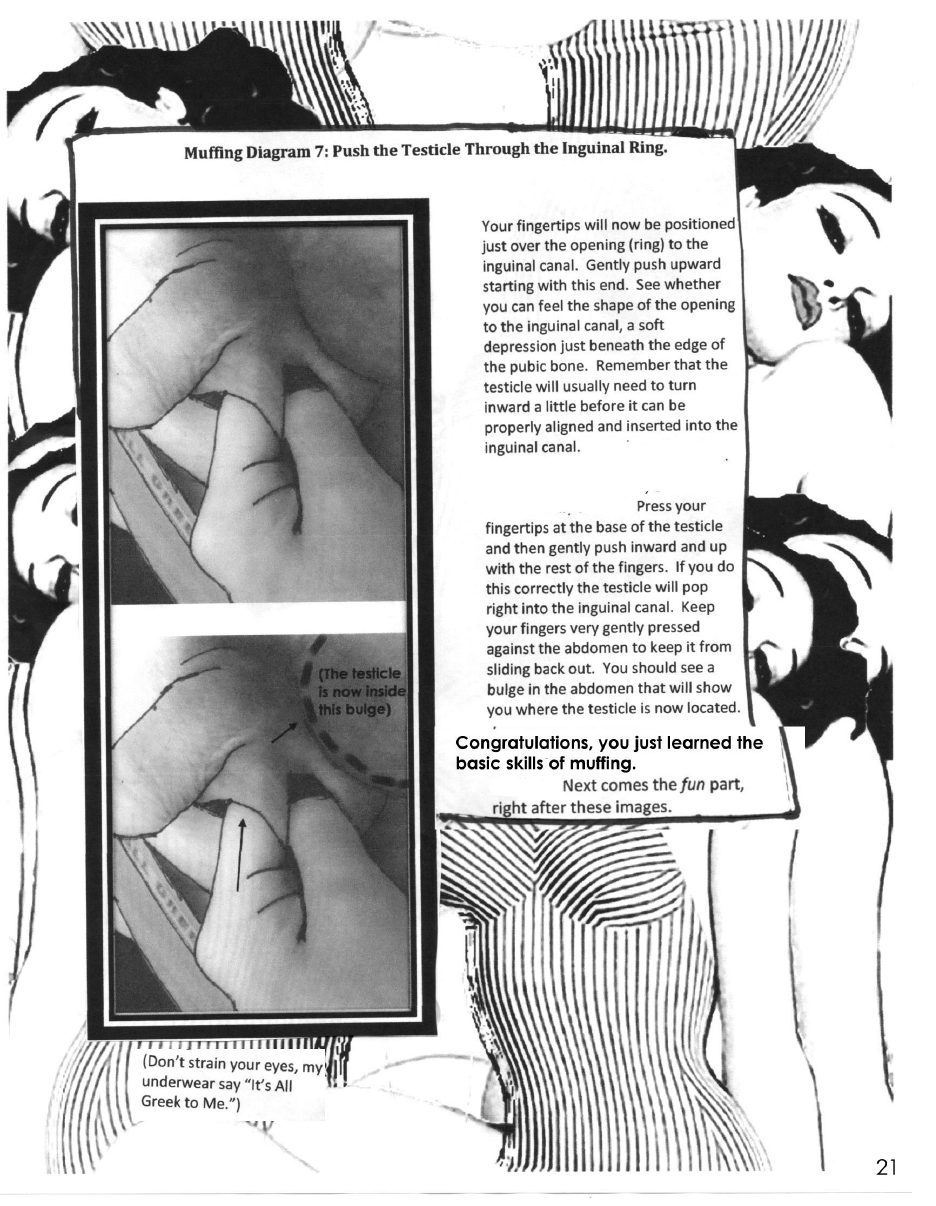 Muffing Diagram 7: Push the Testicle Through the Inguinal Ring.
Your fingertips will now be positioned
just over the opening (ring) to the
inguinal canal. Gently push upward
starting with this end. See whether
you can feel the shape of the opening
to the inguinal canal, a soft
depression just beneath the edge of
the pubic bone. Remember that the
testicle will usually need to turn
inward a little before it can be
properly aligned and inserted into the
inguinal canal.
Press your
fingertips at the base of the testicle
and then gently push inward and up
with the rest of the fingers. If you do
this correctly the testicle will pop
right into the inguinal canal. Keep
your fingers very gently pressed
against the abdomen to keep it from
sliding back out. You should see a
bulge in the abdomen that will show
you where the testicle is now located.
(The testicle
is now inside
this bulge)
Congratulations, you just learned the
basic skills of muffing.
Next comes the fun part,
right after these images.
(Don't strain your eyes, my
underwear say "It's All
Greek to Me.")
21